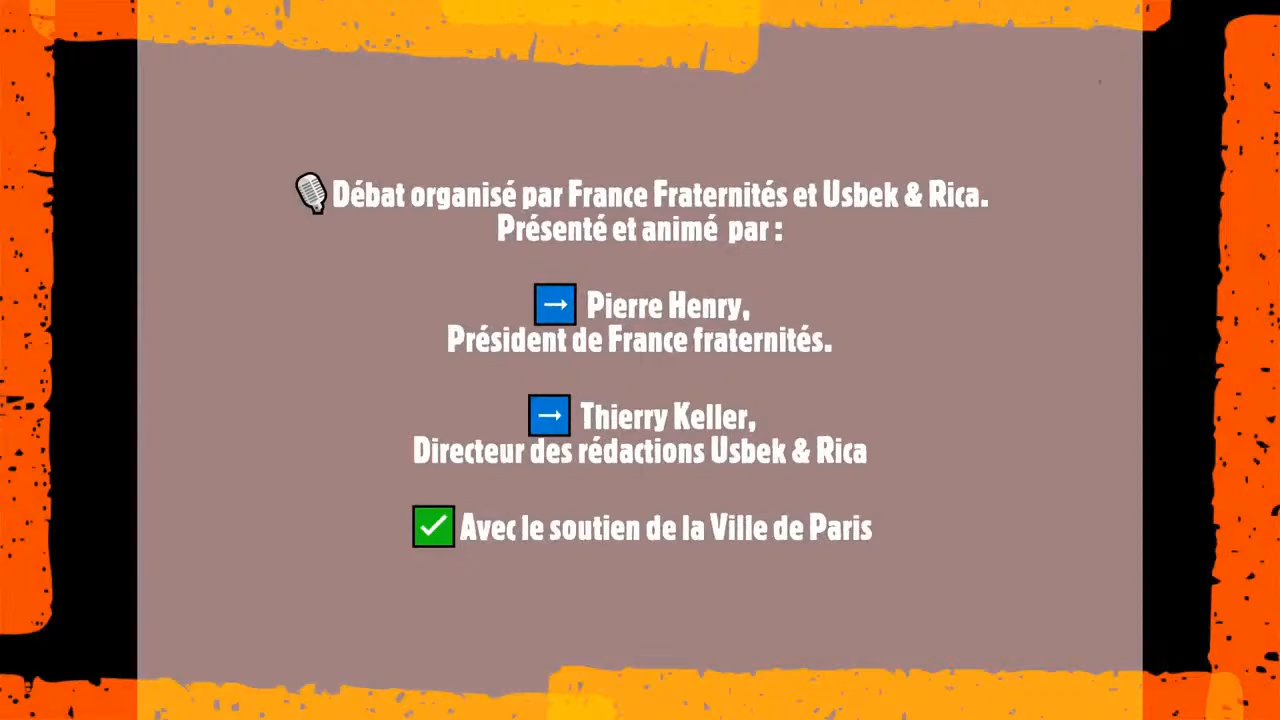 🎙Débat organisé par France Fraternités et Usbek & Rica.
Présenté et animé par :
➡ Pierre Henry,
Président de France fraternités.
➡ Thierry Keller,
Directeur des rédactions Usbek & Rica
✅ Avec le soutien de la Ville de Paris